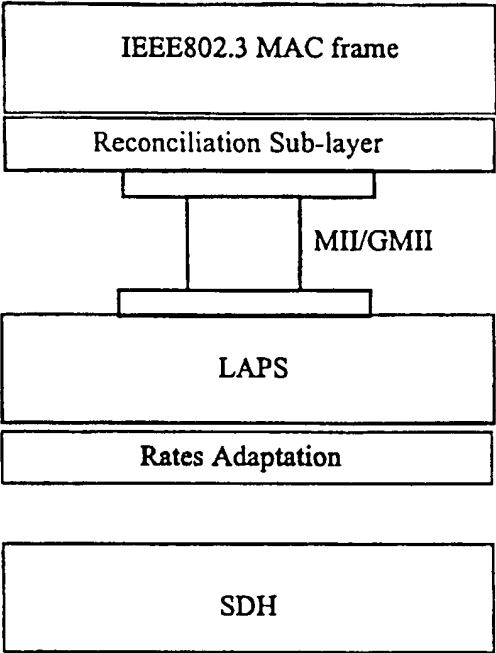 IEEE802.3 MAC frame
Reconciliation Sub-layer
MII/GMII
LAPS
Rates Adaptation
SDH